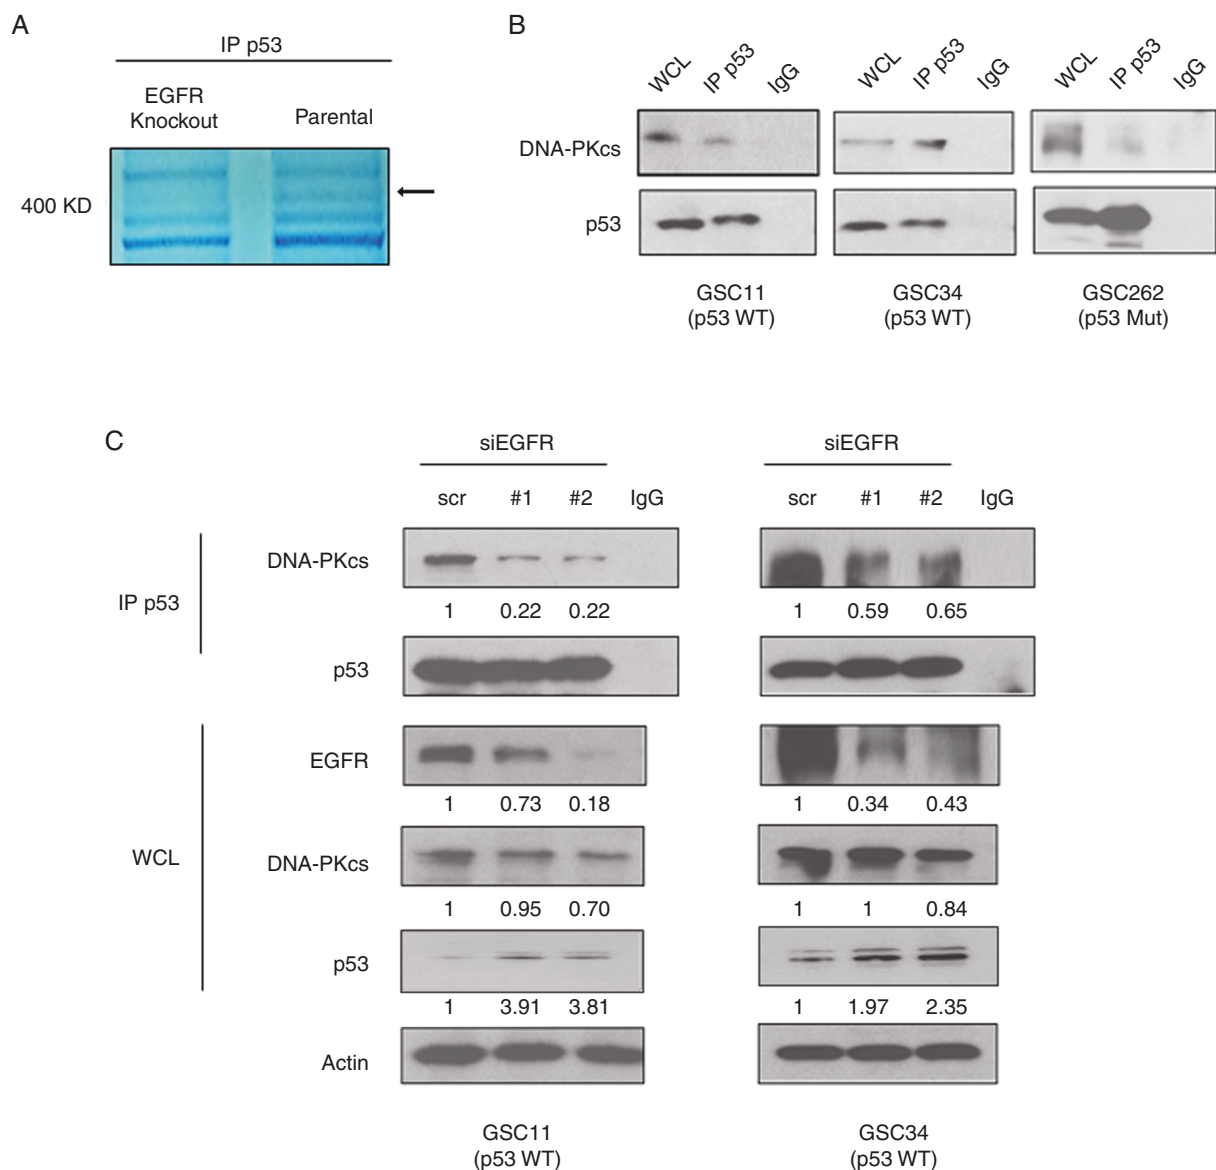 A
IP p53
EGFR
Knockout
Parental
400 KD
B
WCL IP p53 IgG WCL IP p53 IgG WCL IP p53 IgG
DNA-PKcs
p53
GSC11 GSC34 GSC262
(p53 WT) (p53 WT) (p53 Mut)
C
siEGFR siEGFR
scr #1 #2 IgG scr #1 #2 IgG
IP p53
DNA-PKcs
1 0.22 0.22 1 0.59 0.65
p53
WCL
EGFR
1 0.73 0.18 1 0.34 0.43
DNA-PKcs
1 0.95 0.70 1 1 0.84
p53
1 3.91 3.81 1 1.97 2.35
Actin
GSC11 GSC34
(p53 WT) (p53 WT)